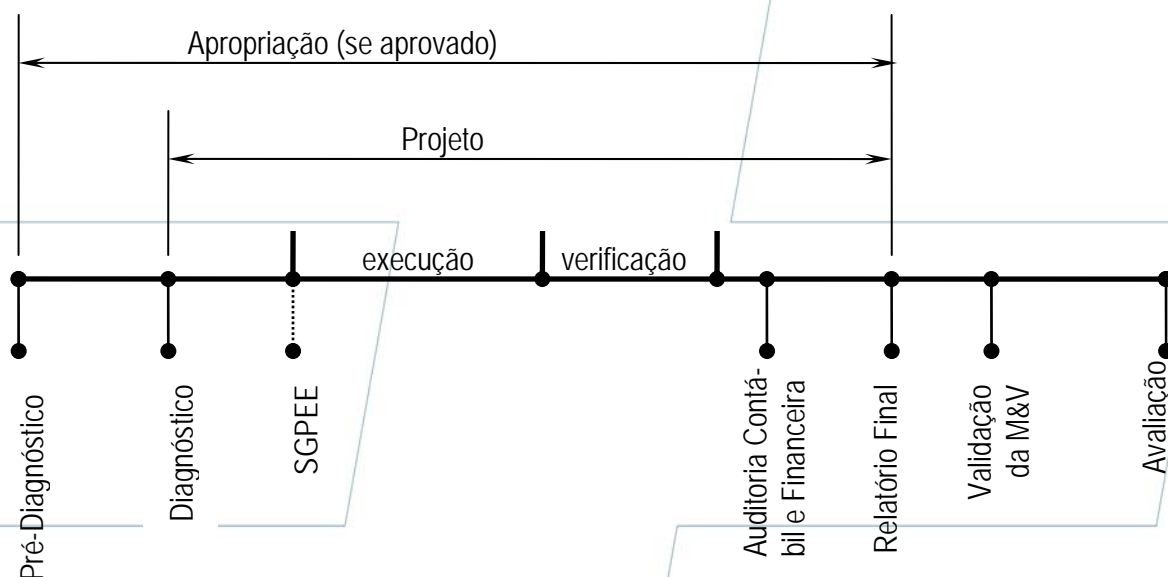 Apropriação (se aprovado)
Projeto
execução
verificação
Pré-Diagnóstico
Diagnóstico
SGPEE
Auditoria Contá-
bil e Financeira
Relatório Final
Validação
da M&V
Avaliação